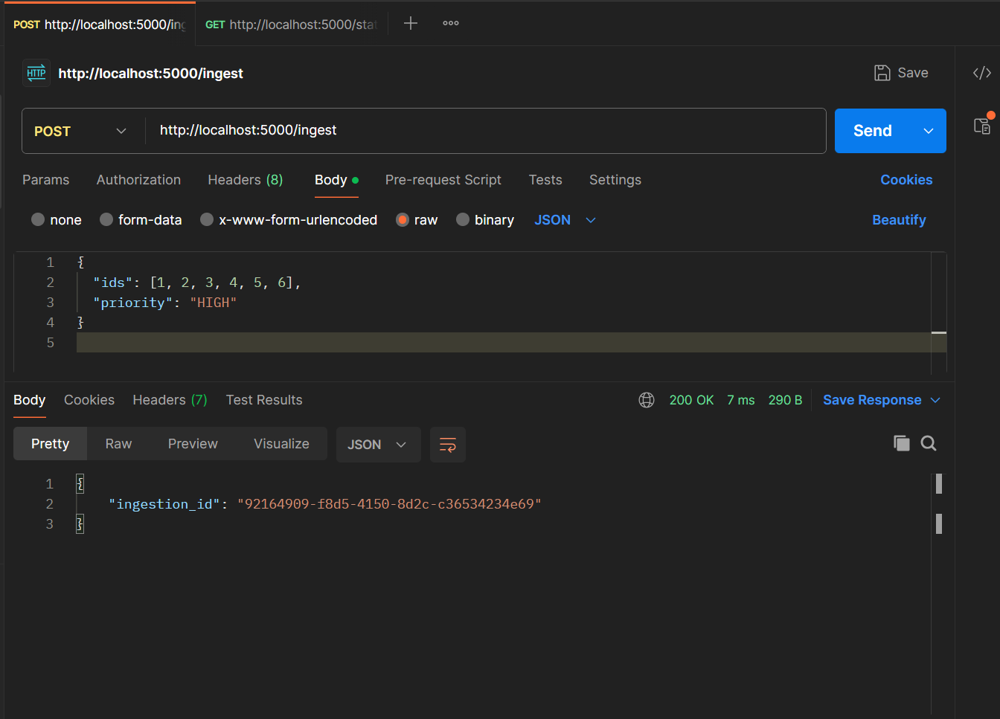 POST http://localhost:5000/ing
GET http://localhost:5000/stat
HTTP http://localhost:5000/ingest
Save
</>
POST
http://localhost:5000/ingest
Send
Params Authorization Headers (8) Body Pre-request Script Tests Settings Cookies
none form-data x-www-form-urlencoded raw binary JSON Beautify
1 {
2 "ids": [1, 2, 3, 4, 5, 6],
3 "priority": "HIGH"
4 }
5
Body Cookies Headers (7) Test Results 200 OK 7 ms 290 B Save Response
Pretty Raw Preview Visualize JSON
1 {
2 "ingestion_id": "92164909-f8d5-4150-8d2c-c36534234e69"
3 }